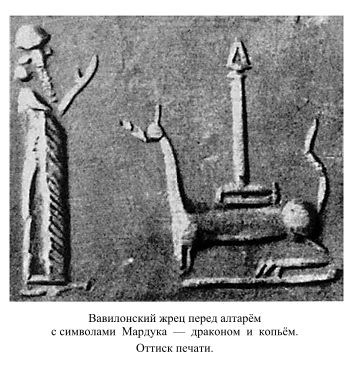 Вавилонский жрец перед алтарём
с символами Мардука — драконом и копьём.
Оттиск печати.